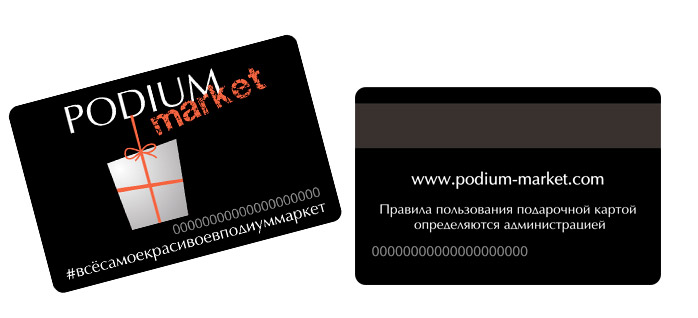 PODIUM
market
00000000000000000000
#всёсамоекрасивоевподиуммаркет
www.podium-market.com
Правила пользования подарочной картой
определяются администрацией
00000000000000000000